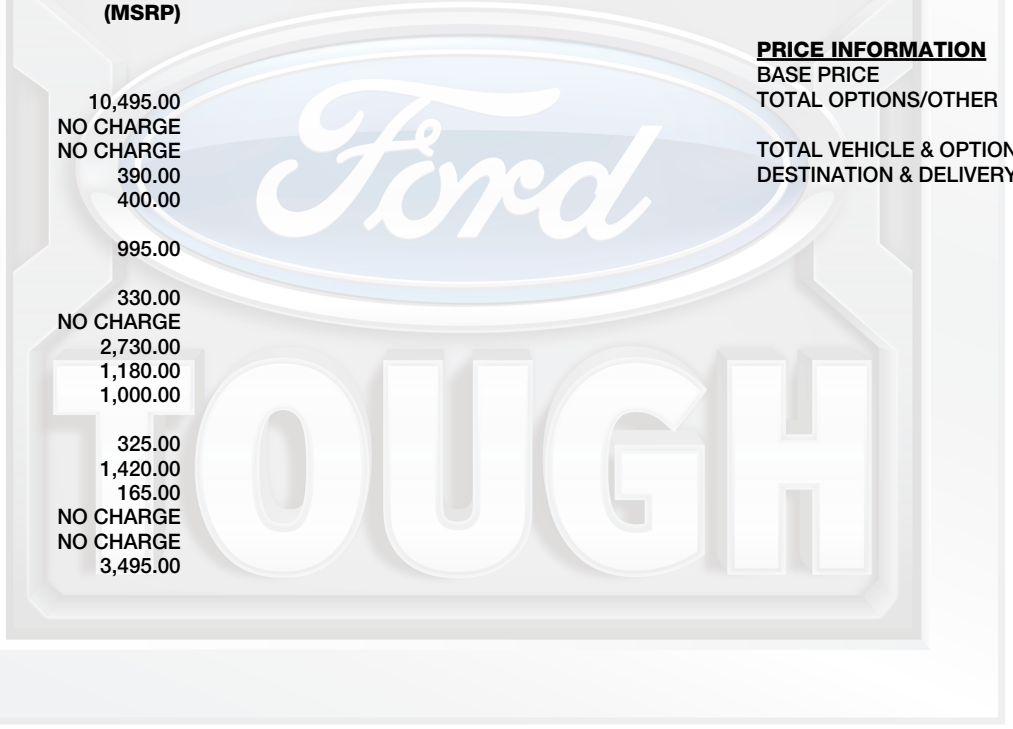 (MSRP)
10,495.00
NO CHARGE
NO CHARGE
390.00
400.00
995.00
330.00
NO CHARGE
2,730.00
1,180.00
1,000.00
325.00
1,420.00
165.00
NO CHARGE
NO CHARGE
3,495.00
PRICE INFORMATION
BASE PRICE
TOTAL OPTIONS/OTHER
TOTAL VEHICLE & OPTION
DESTINATION & DELIVERY
Ford
TOUGH